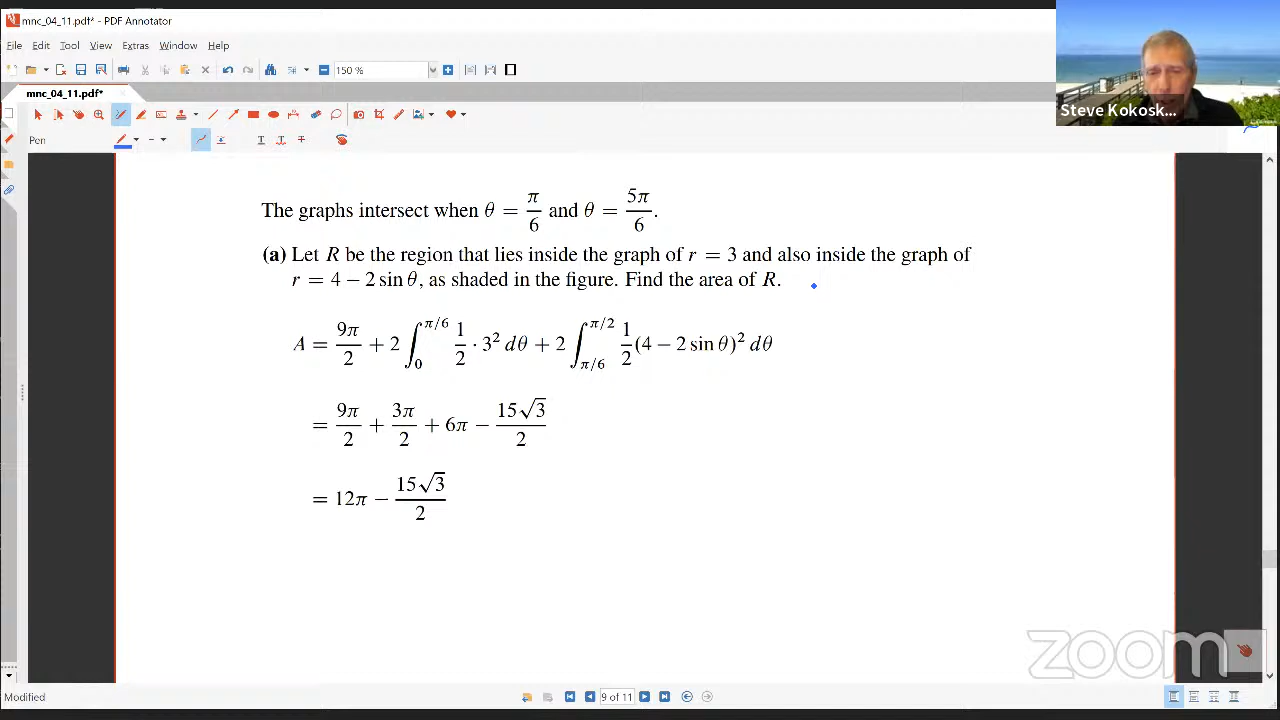 mnc_04_11.pdf* - PDF Annotator
File Edit Tool View Extras Window Help
150 %
mnc_04_11.pdf*
Pen
Steve Kokosk...
The graphs intersect when θ = π/6 and θ = 5π/6.
(a) Let R be the region that lies inside the graph of r = 3 and also inside the graph of
r = 4 − 2 sin θ, as shaded in the figure. Find the area of R.
A = 9π/2 + 2 ∫_0^{π/6} 1/2 · 3² dθ + 2 ∫_{π/6}^{π/2} 1/2 (4 − 2 sin θ)² dθ
= 9π/2 + 3π/2 + 6π − 15√3/2
= 12π − 15√3/2
zoom
Modified
9 of 11